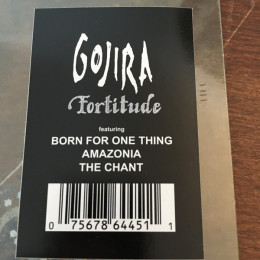 GOJIRA
Fortitude
featuring
BORN FOR ONE THING
AMAZONIA
THE CHANT
0 75678 64451 1